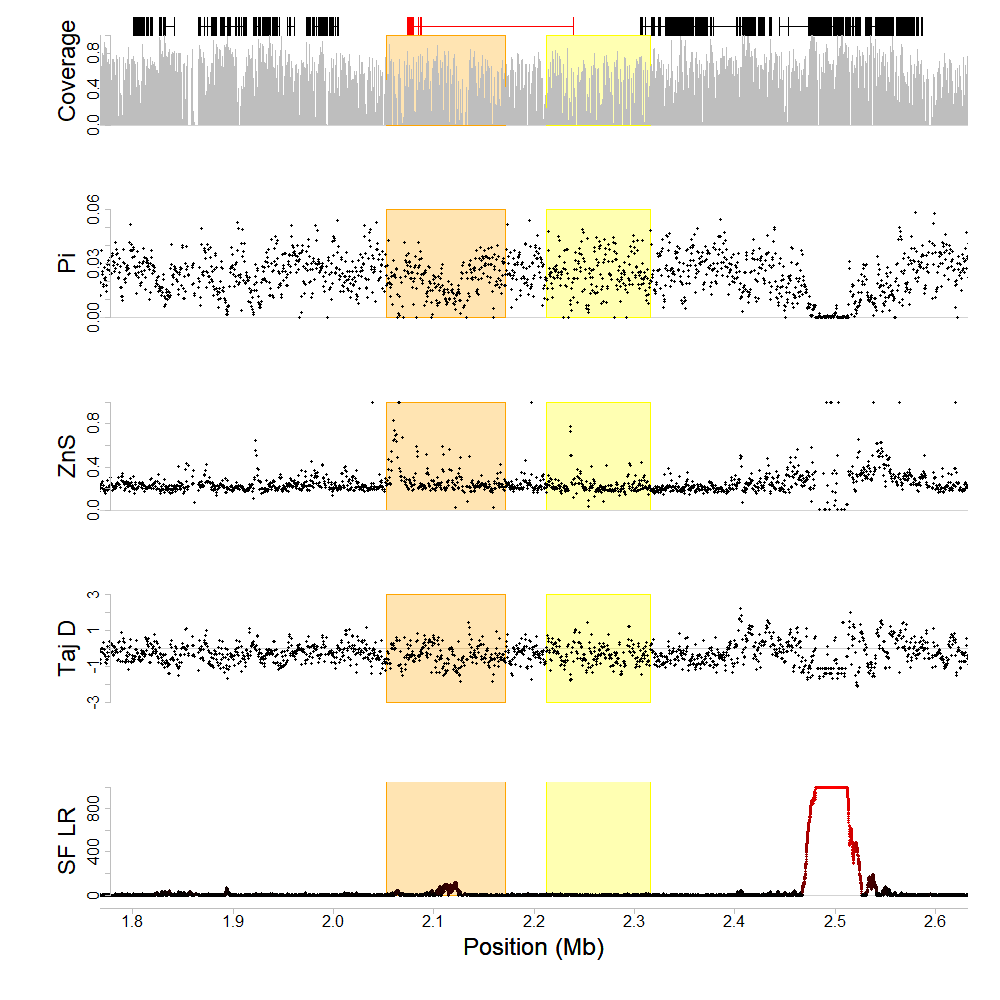 Coverage
0.0 0.4 0.8
Pi
0.00 0.03 0.06
ZnS
0.0 0.4 0.8
Taj D
-3 -1 1 3
SF LR
0 400 800
1.8 1.9 2.0 2.1 2.2 2.3 2.4 2.5 2.6
Position (Mb)